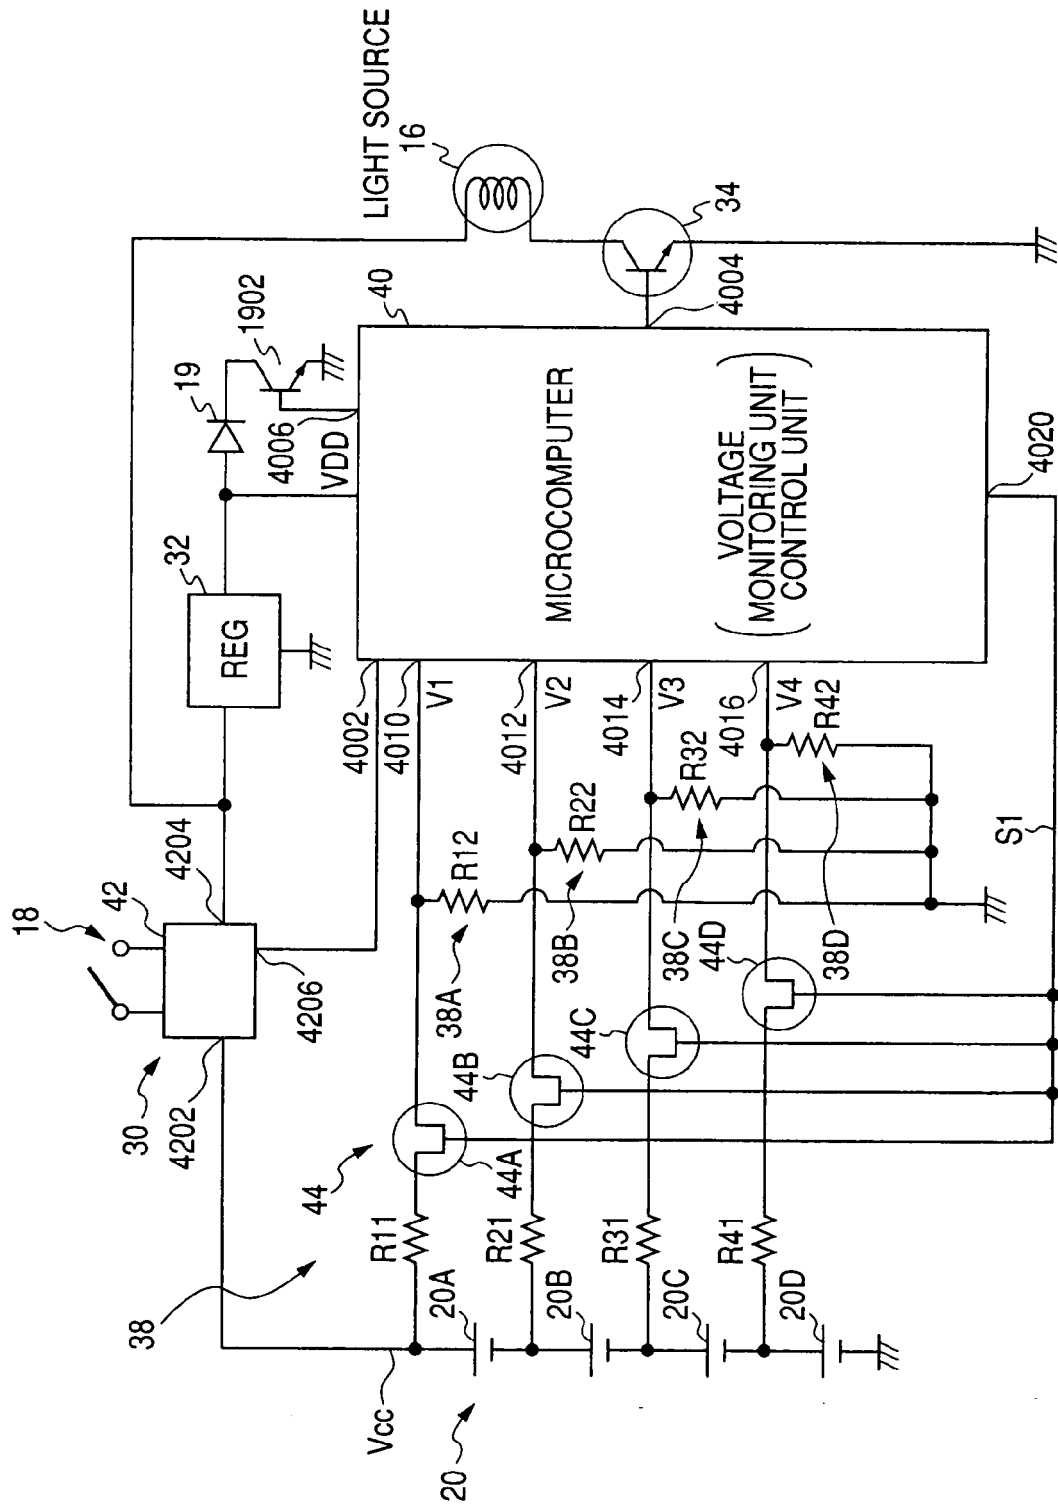 LIGHT SOURCE
16
34
40
1902
19
4006
VDD
32
REG
4004
MICROCOMPUTER
VOLTAGE
MONITORING UNIT
CONTROL UNIT
4020
4002
4010
V1
4012
V2
4014
V3
4016
V4
18
42
4204
4206
4202
30
R12
38A
R22
38B
R32
38C
R42
38D
S1
44
44A
44B
44C
44D
38
R11
R21
R31
R41
Vcc
20
20A
20B
20C
20D